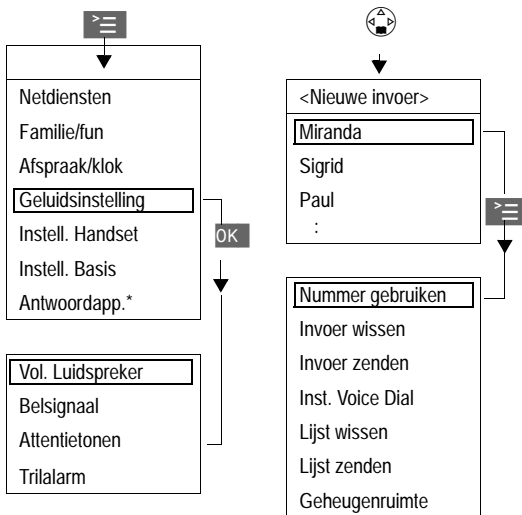 Netdiensten
Familie/fun
Afspraak/klok
Geluidsinstelling
Instell. Handset
Instell. Basis
Antwoordapp.*
OK
Vol. Luidspreker
Belsignaal
Attentietonen
Trilalarm
<Nieuwe invoer>
Miranda
Sigrid
Paul
:
Nummer gebruiken
Invoer wissen
Invoer zenden
Inst. Voice Dial
Lijst wissen
Lijst zenden
Geheugenruimte